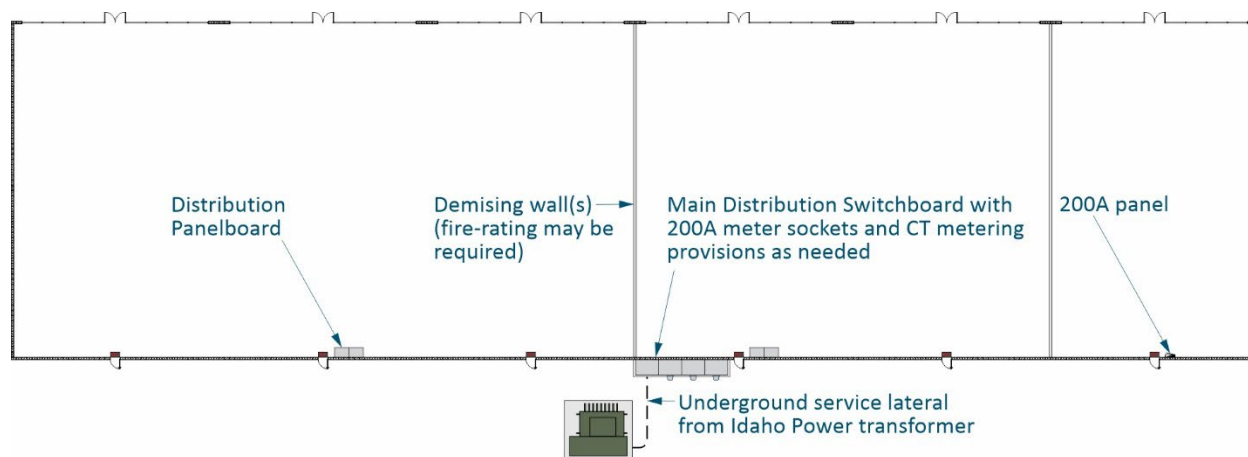 Distribution
Panelboard
Demising wall(s)
(fire-rating may be
required)
Main Distribution Switchboard with
200A meter sockets and CT metering
provisions as needed
200A panel
Underground service lateral
from Idaho Power transformer